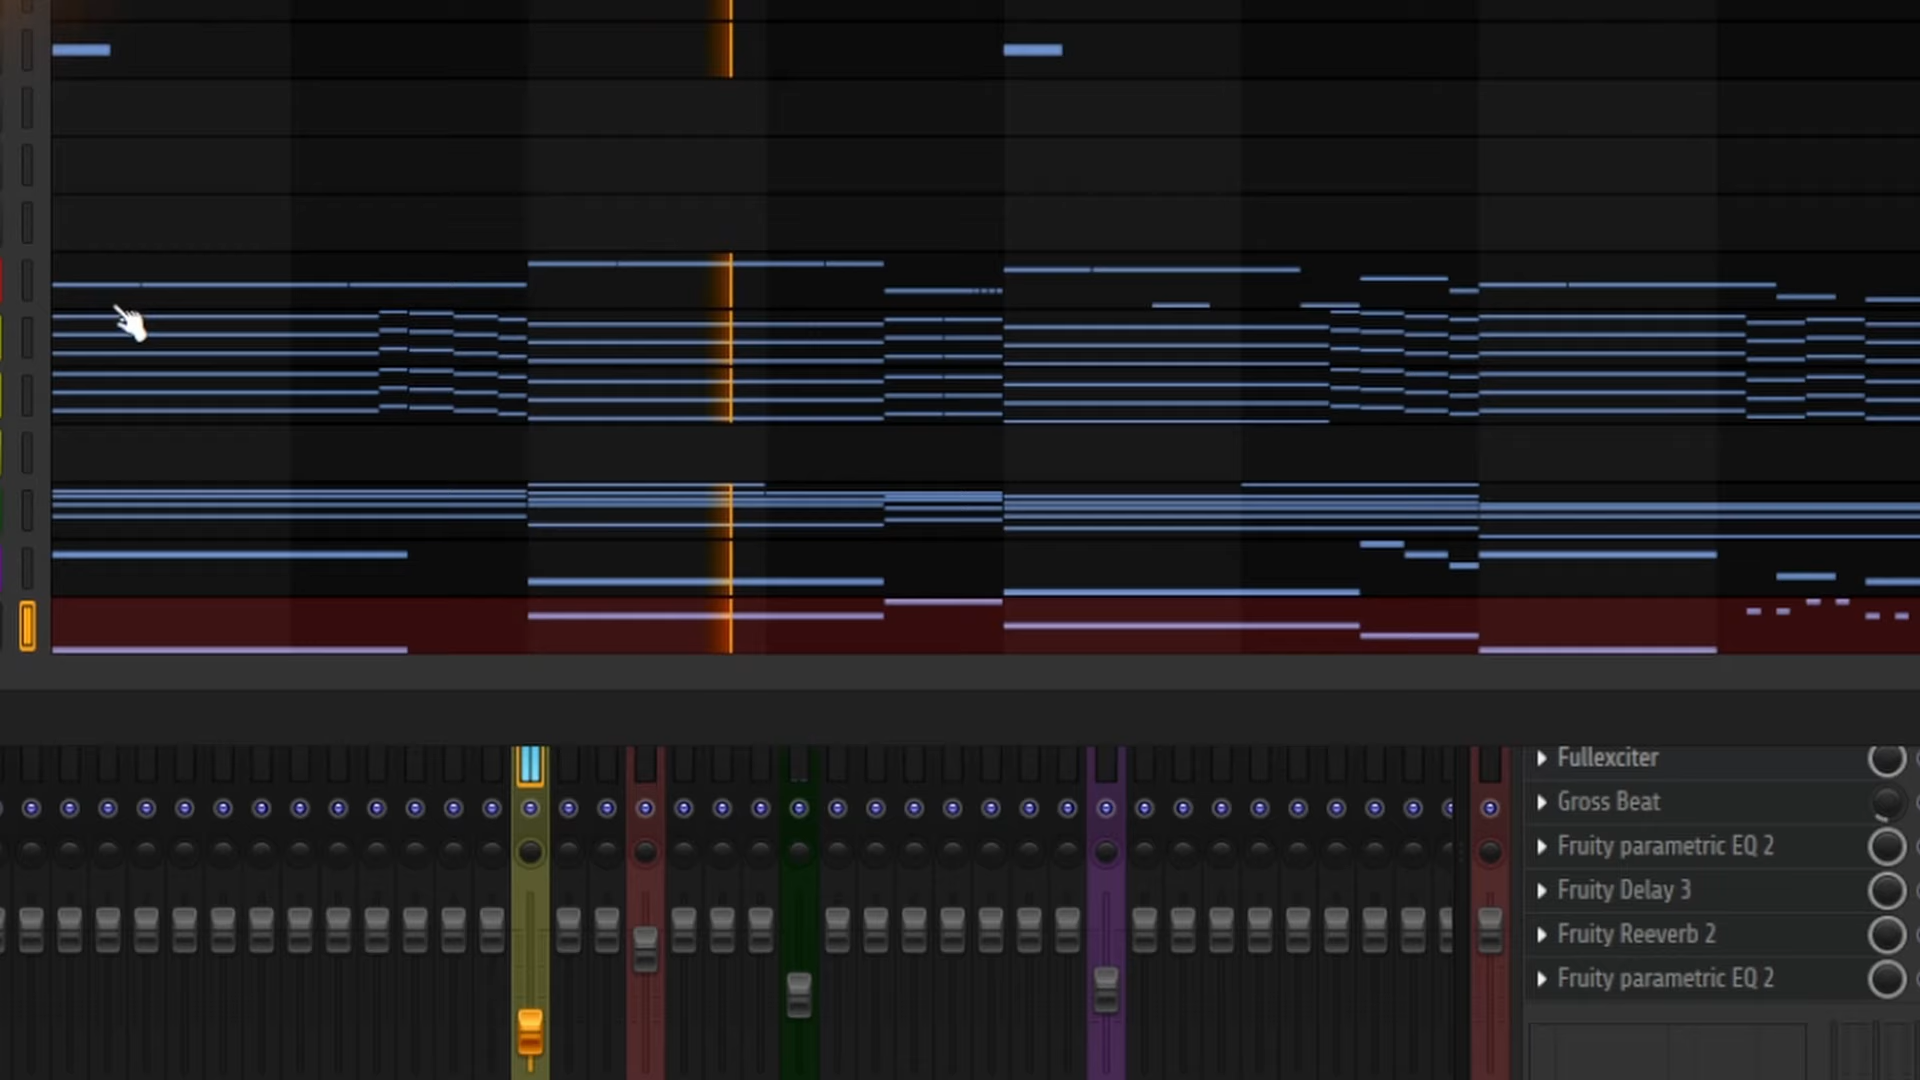 Fullexciter
Gross Beat
Fruity parametric EQ 2
Fruity Delay 3
Fruity Reeverb 2
Fruity parametric EQ 2